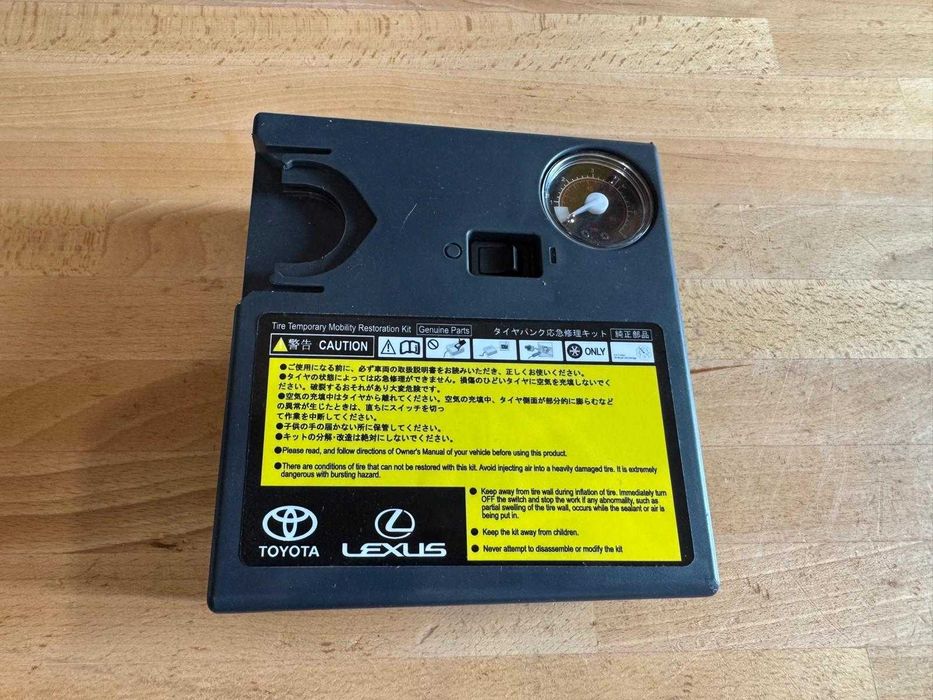 Tire Temporary Mobility Restoration Kit Genuine Parts タイヤパンク応急修理キット 純正部品
警告 CAUTION ONLY
●ご使用になる前に、必ず車両の取扱説明書をお読みいただき、正しくお使いください。
●タイヤの状態によっては応急修理ができません。損傷のひどいタイヤに空気を充填しないでく
ださい。破裂するおそれがあり大変危険です。
●空気の充填中はタイヤから離れてください。空気の充填中、タイヤ側面が部分的に膨らむなど
の異常が生じたときは、直ちにスイッチを切っ
て作業を中断してください。
●子供の手の届かない所に保管してください。
●キットの分解・改造は絶対にしないでください。
●Please read, and follow directions of Owner's Manual of your vehicle before using this product.
●There are conditions of tire that can not be restored with this kit. Avoid injecting air into a heavily damaged tire. It is extremely
dangerous with bursting hazard.
● Keep away from tire wall during inflation of tire. Immediately turn
OFF the switch and stop the work if any abnormality, such as
partial swelling of the tire wall, occurs while the sealant or air is
being put in.
● Keep the kit away from children.
● Never attempt to disassemble or modify the kit
TOYOTA LEXUS